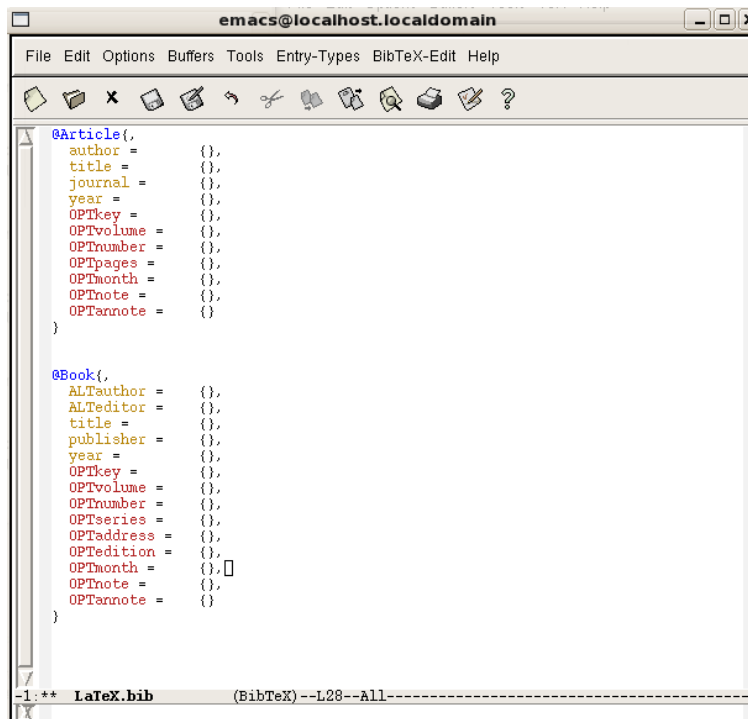 emacs@localhost.localdomain
File Edit Options Buffers Tools Entry-Types BibTeX-Edit Help
@Article{,
author = {},
title = {},
journal = {},
year = {},
OPTkey = {},
OPTvolume = {},
OPTnumber = {},
OPTpages = {},
OPTmonth = {},
OPTnote = {},
OPTannote = {}
}
@Book{,
ALTauthor = {},
ALTeditor = {},
title = {},
publisher = {},
year = {},
OPTkey = {},
OPTvolume = {},
OPTnumber = {},
OPTseries = {},
OPTaddress = {},
OPTedition = {},
OPTmonth = {},
OPTnote = {},
OPTannote = {}
}
-1:** LaTeX.bib (BibTeX)--L28--All----------------------------------------